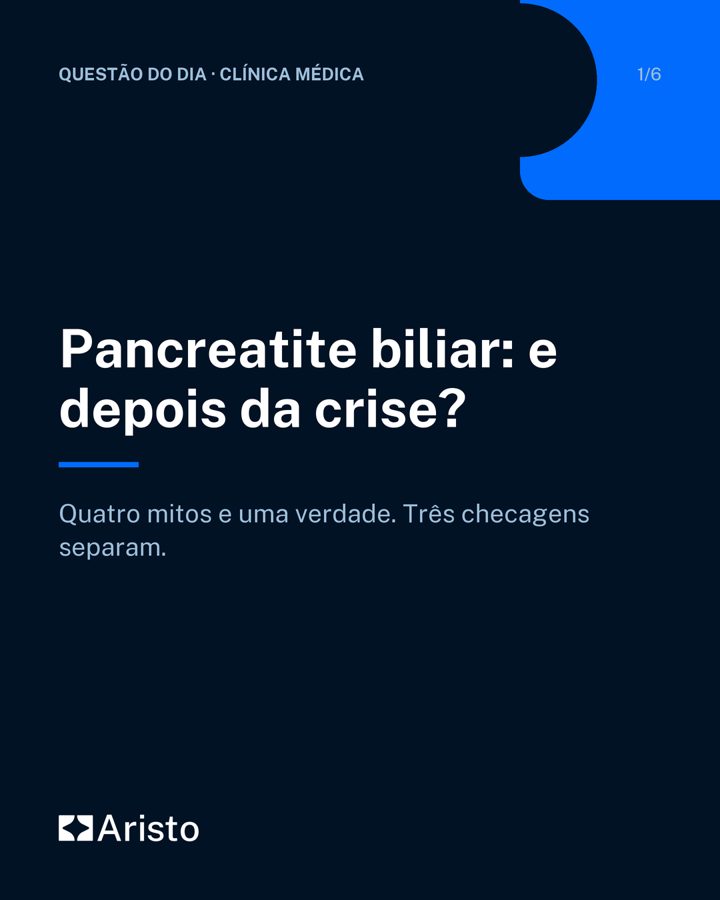 QUESTÃO DO DIA · CLÍNICA MÉDICA
1/6
Pancreatite biliar: e
depois da crise?
Quatro mitos e uma verdade. Três checagens
separam.
Aristo